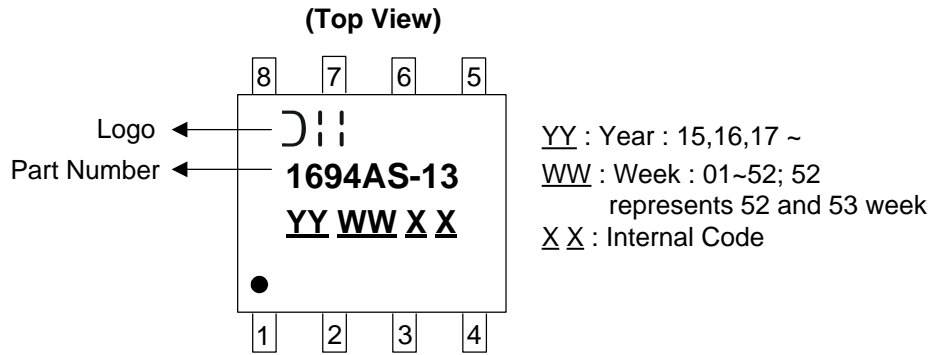 (Top View)
8 7 6 5
Logo
Part Number
1694AS-13
YY WW X X
1 2 3 4
YY : Year : 15,16,17 ~
WW : Week : 01~52; 52
represents 52 and 53 week
X X : Internal Code